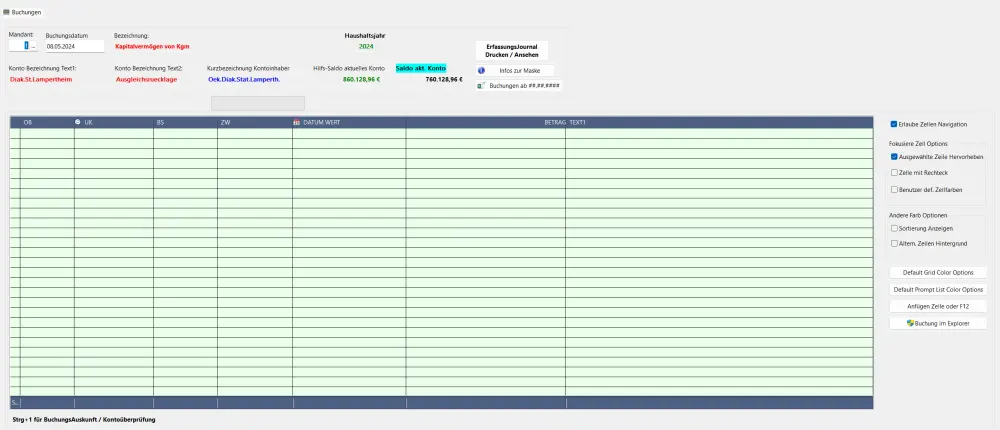 Buchungen
Mandant: Buchungsdatum Bezeichnung: Haushaltsjahr
1 ... 08.05.2024 Kapitalvermögen von Kgm 2024
ErfassungsJournal
Drucken / Ansehen
Konto Bezeichnung Text1: Konto Bezeichnung Text2: Kurzbezeichnung Kontoinhaber Hilfs-Saldo aktuelles Konto Saldo akt. Konto
Infos zur Maske
Diak.St.Lampertheim Ausgleichsruecklage Oek.Diak.Stat.Lamperth. 860.128,96 € 760.128,96 €
Buchungen ab ##.##.####
OB UK BS ZW DATUM WERT BETRAG TEXT1
Erlaube Zellen Navigation
Fokusiere Zell Options
Ausgewählte Zeile Hervorheben
Zelle mit Rechteck
Benutzer def. Zellfarben
Andere Farb Optionen
Sortierung Anzeigen
Altern. Zeilen Hintergrund
Default Grid Color Options
Default Prompt List Color Options
Anfügen Zeile oder F12
Buchung im Explorer
S..
Strg+1 für BuchungsAuskunft / Kontoüberprüfung